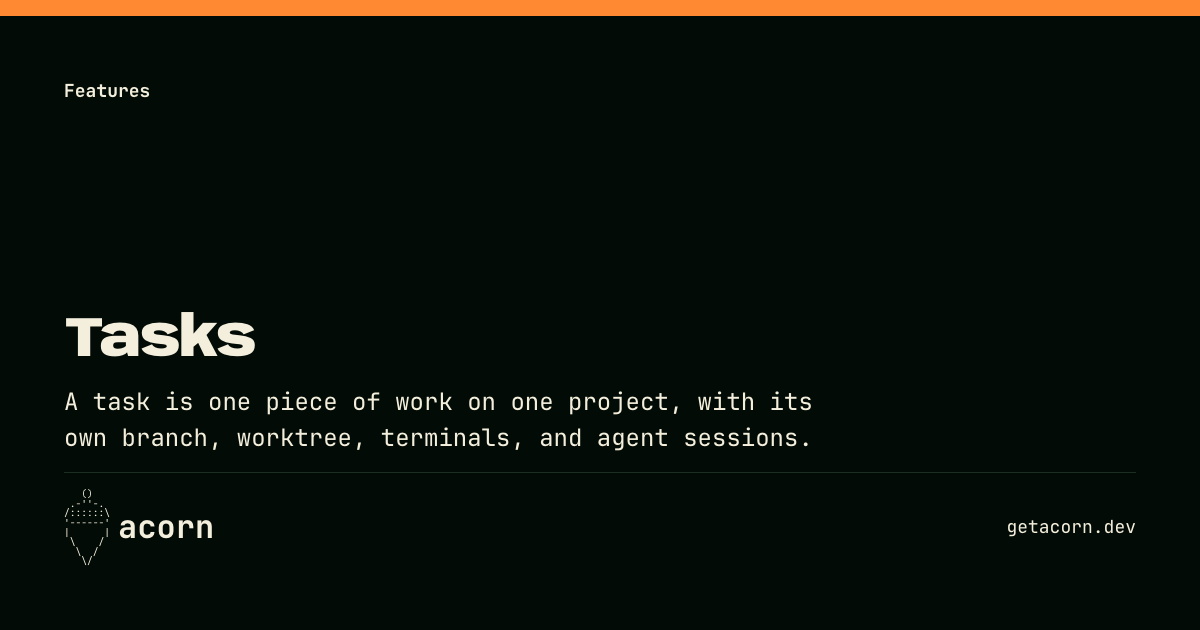 Features
Tasks
A task is one piece of work on one project, with its
own branch, worktree, terminals, and agent sessions.
acorn
getacorn.dev